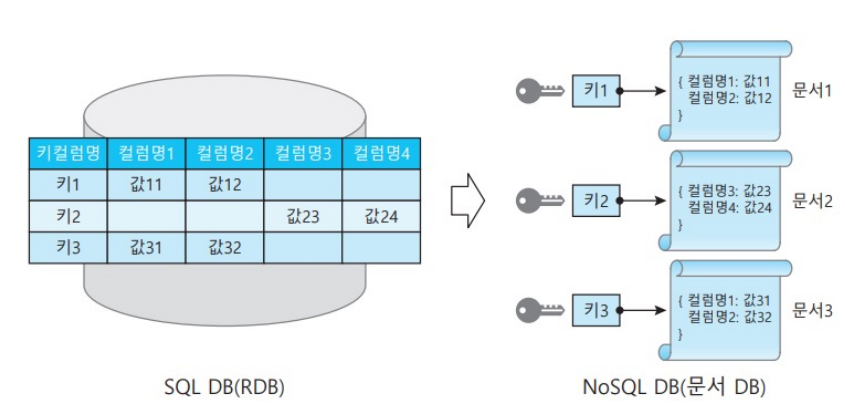 키컬럼명 컬럼명1 컬럼명2 컬럼명3 컬럼명4
키1 값11 값12
키2 값23 값24
키3 값31 값32
SQL DB(RDB)
키1
{ 컬럼명1: 값11
컬럼명2: 값12
}
문서1
키2
{ 컬럼명3: 값23
컬럼명4: 값24
}
문서2
키3
{ 컬럼명1: 값31
컬럼명2: 값32
}
문서3
NoSQL DB(문서 DB)